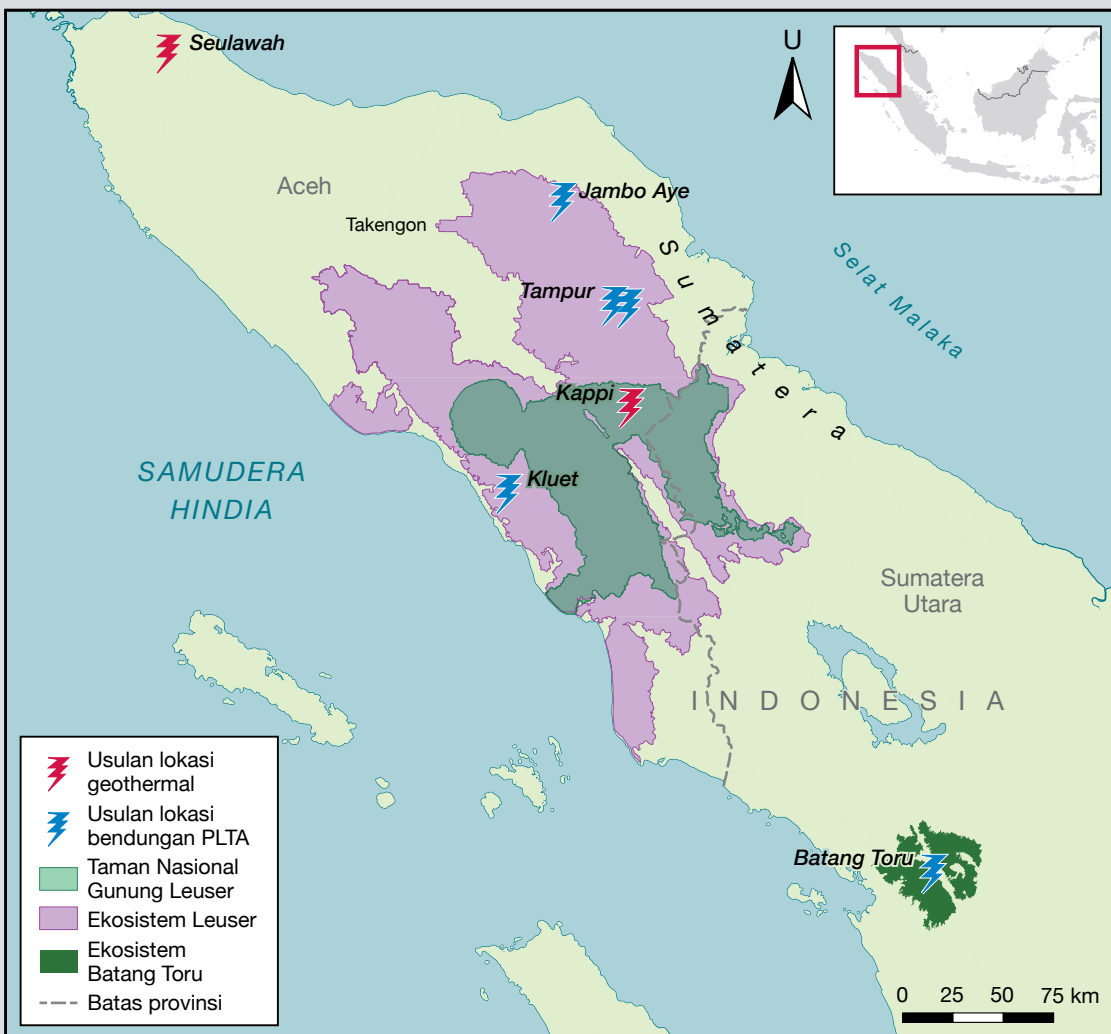 Seulawah
U
Aceh
Jambo Aye
Takengon
Sumatera
Selat Malaka
Tampur
Kappi
SAMUDERA
HINDIA
Kluet
Sumatera
Utara
INDONESIA
Usulan lokasi
geothermal
Usulan lokasi
bendungan PLTA
Taman Nasional
Gunung Leuser
Ekosistem Leuser
Ekosistem
Batang Toru
Batas provinsi
Batang Toru
0 25 50 75 km